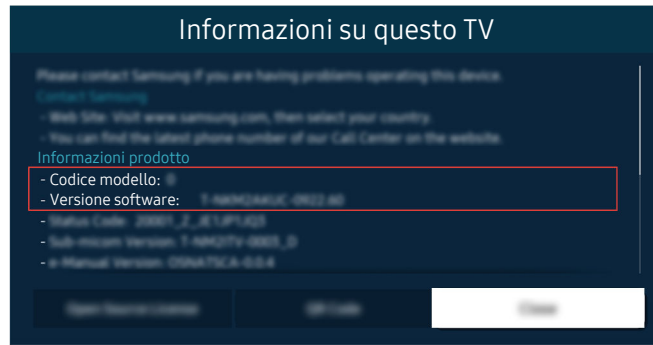 Informazioni su questo TV
Please contact Samsung if you are having problems operating this device.
Contact Samsung
- Web Site: Visit www.samsung.com, then select your country.
- You can find the latest phone number of our Call Center on the website.
Informazioni prodotto
- Codice modello:
- Versione software:
-
- Sub-micom Version:
- e-Manual Version:
Open Source License
QR Code
Close